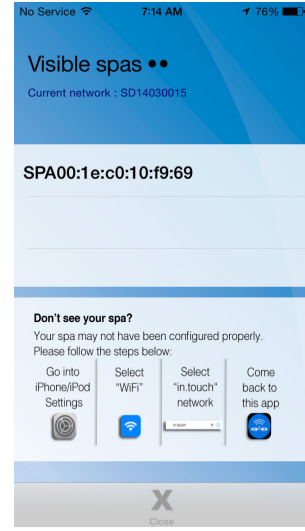 No Service 7:14 AM 76%
Visible spas
Current network : SD14030015
SPA00:1e:c0:10:f9:69
Don't see your spa?
Your spa may not have been configured properly.
Please follow the steps below:
Go into
iPhone/iPod
Settings
Select
“WiFi”
Select
“in.touch”
network
in.touch
Come
back to
this app
X
Close